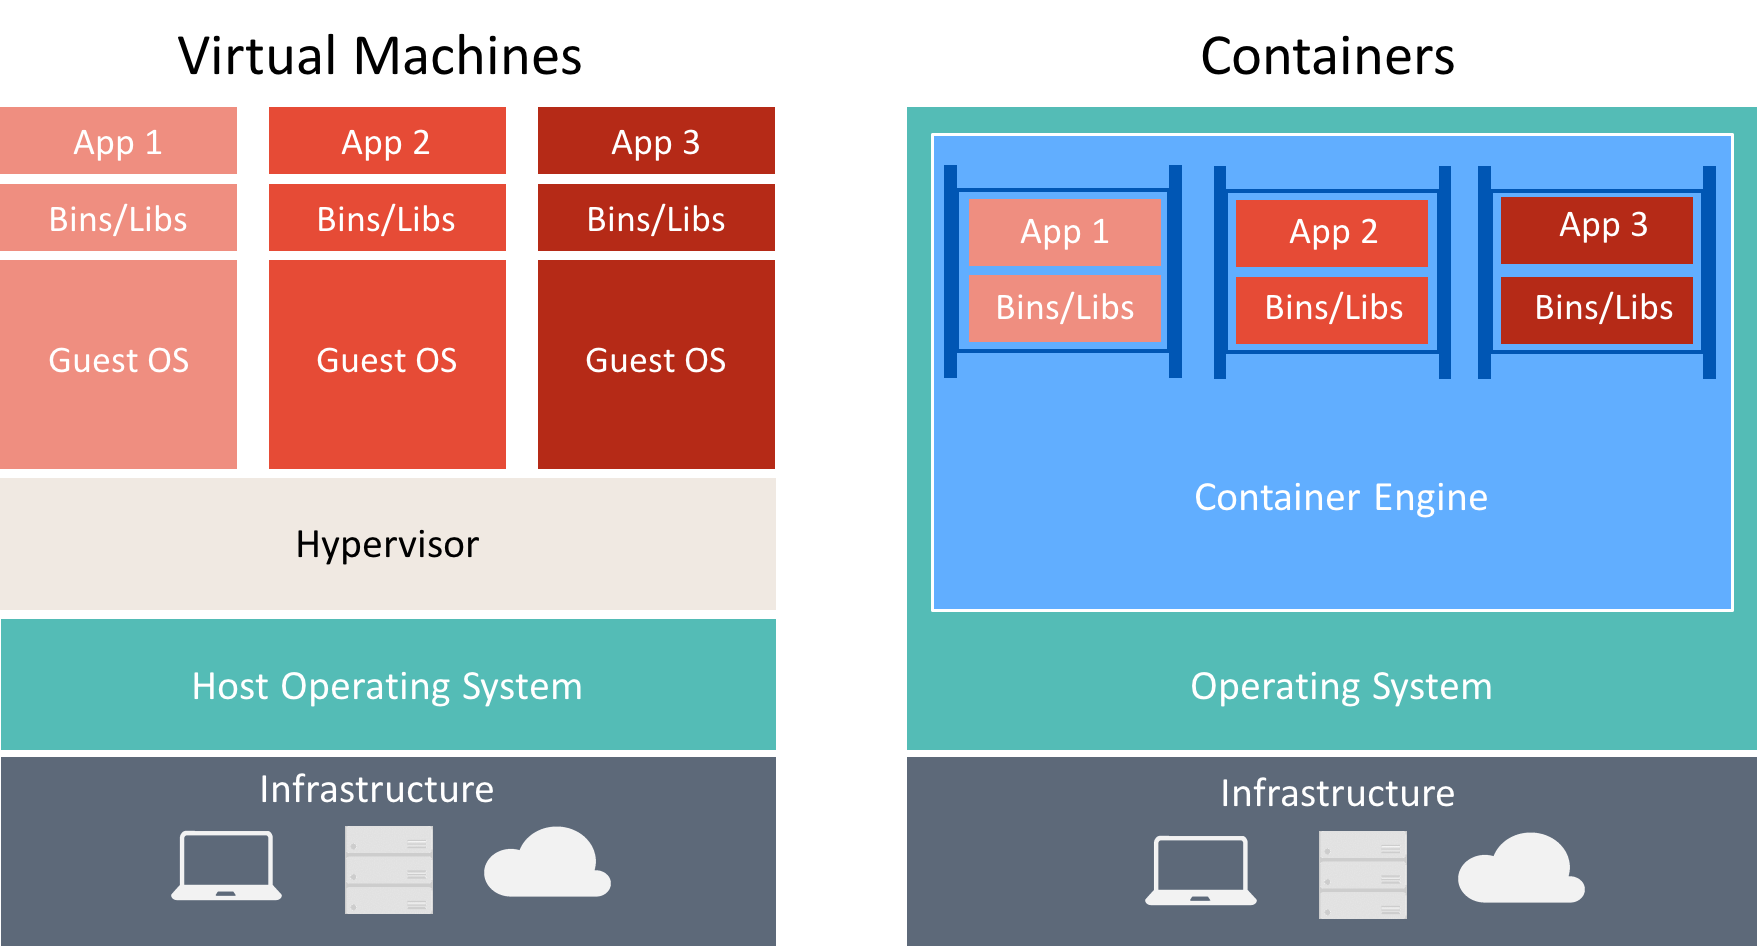 Virtual Machines
App 1
App 2
App 3
Bins/Libs
Bins/Libs
Bins/Libs
Guest OS
Guest OS
Guest OS
Hypervisor
Host Operating System
Infrastructure
Containers
App 1
App 2
App 3
Bins/Libs
Bins/Libs
Bins/Libs
Container Engine
Operating System
Infrastructure